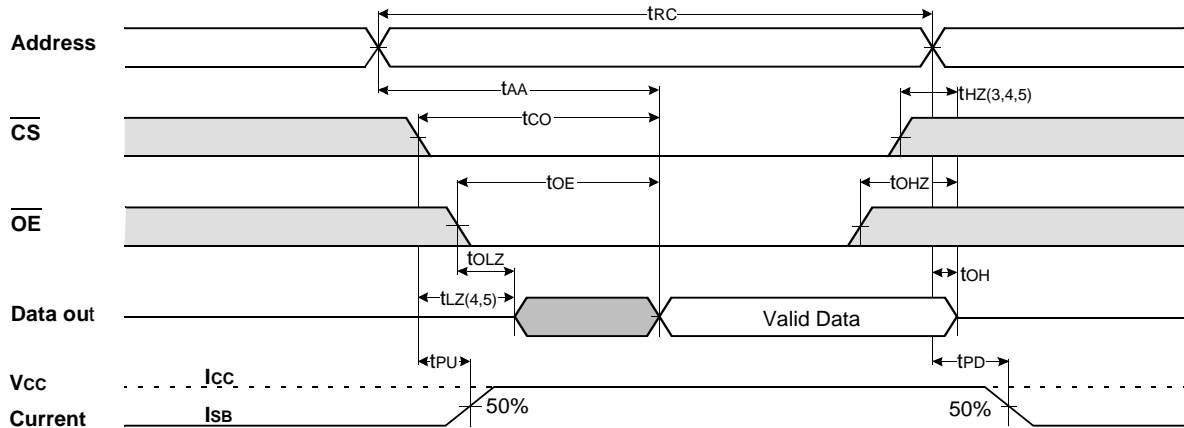 tRC
Address
tAA
tHZ(3,4,5)
CS
tCO
tOE
tOHZ
OE
tOLZ
tOH
tLZ(4,5)
Data out
Valid Data
tPU
tPD
VCC
ICC
50%
50%
Current
ISB